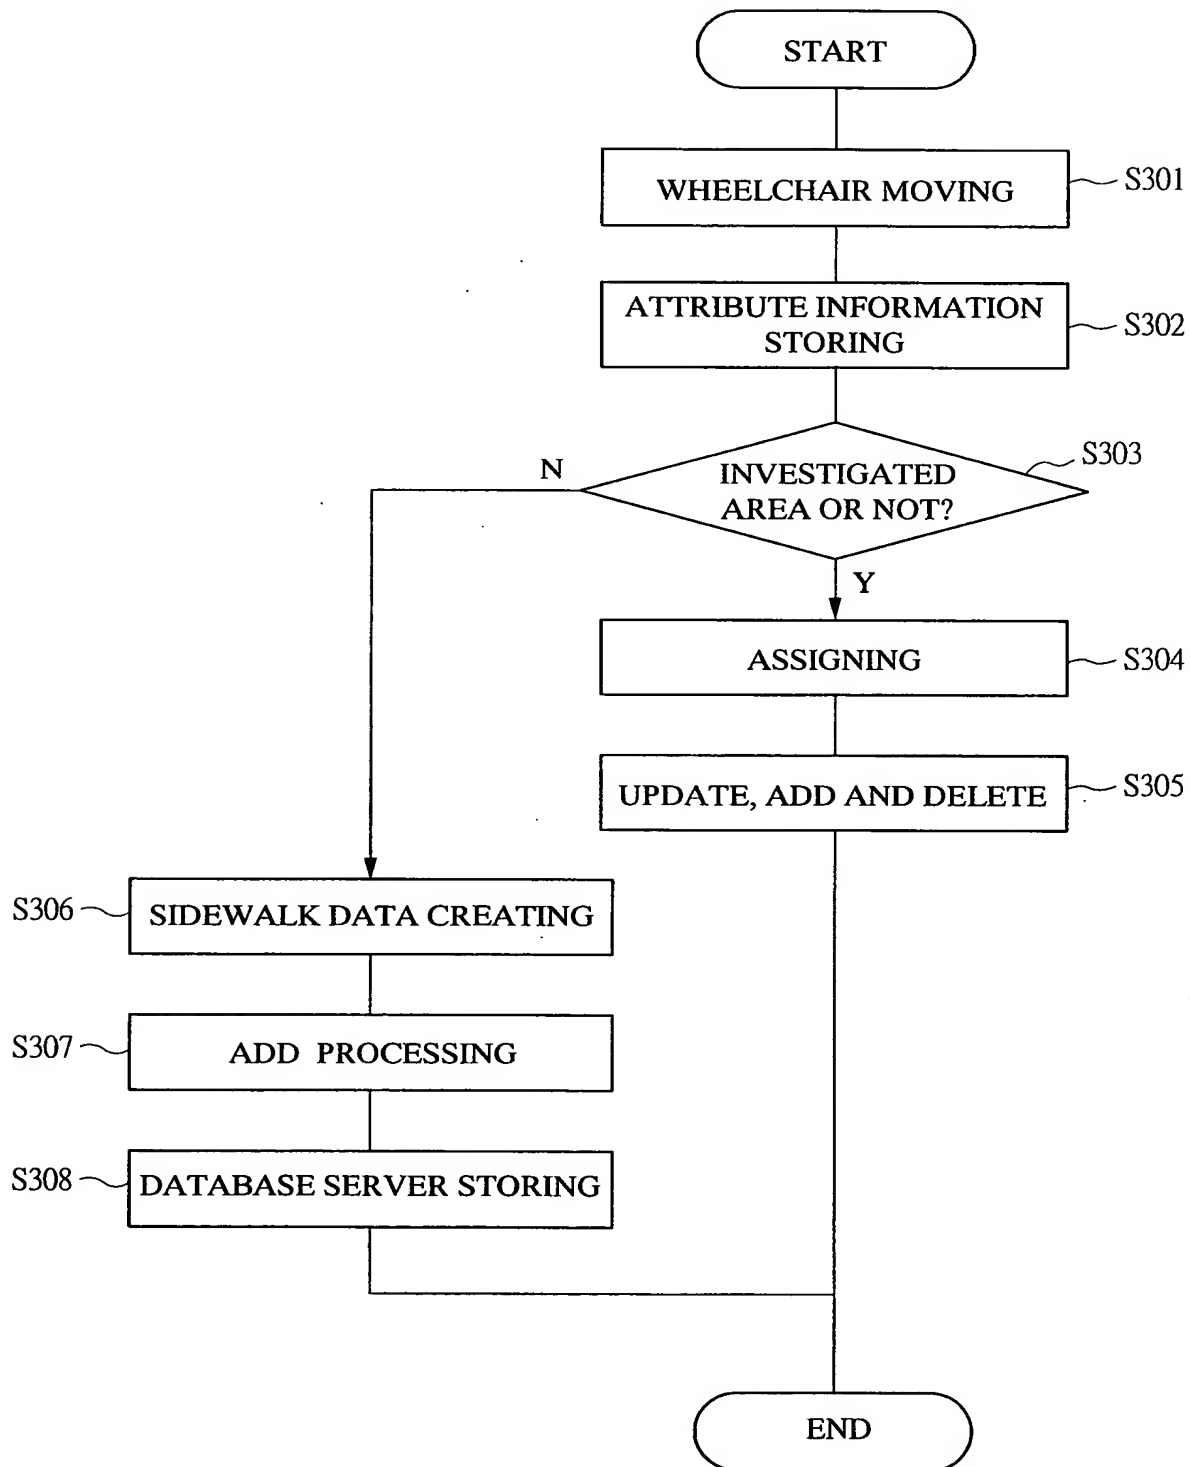 START
WHEELCHAIR MOVING
S301
ATTRIBUTE INFORMATION
STORING
S302
INVESTIGATED
AREA OR NOT?
S303
N
Y
ASSIGNING
S304
UPDATE, ADD AND DELETE
S305
S306
SIDEWALK DATA CREATING
S307
ADD PROCESSING
S308
DATABASE SERVER STORING
END